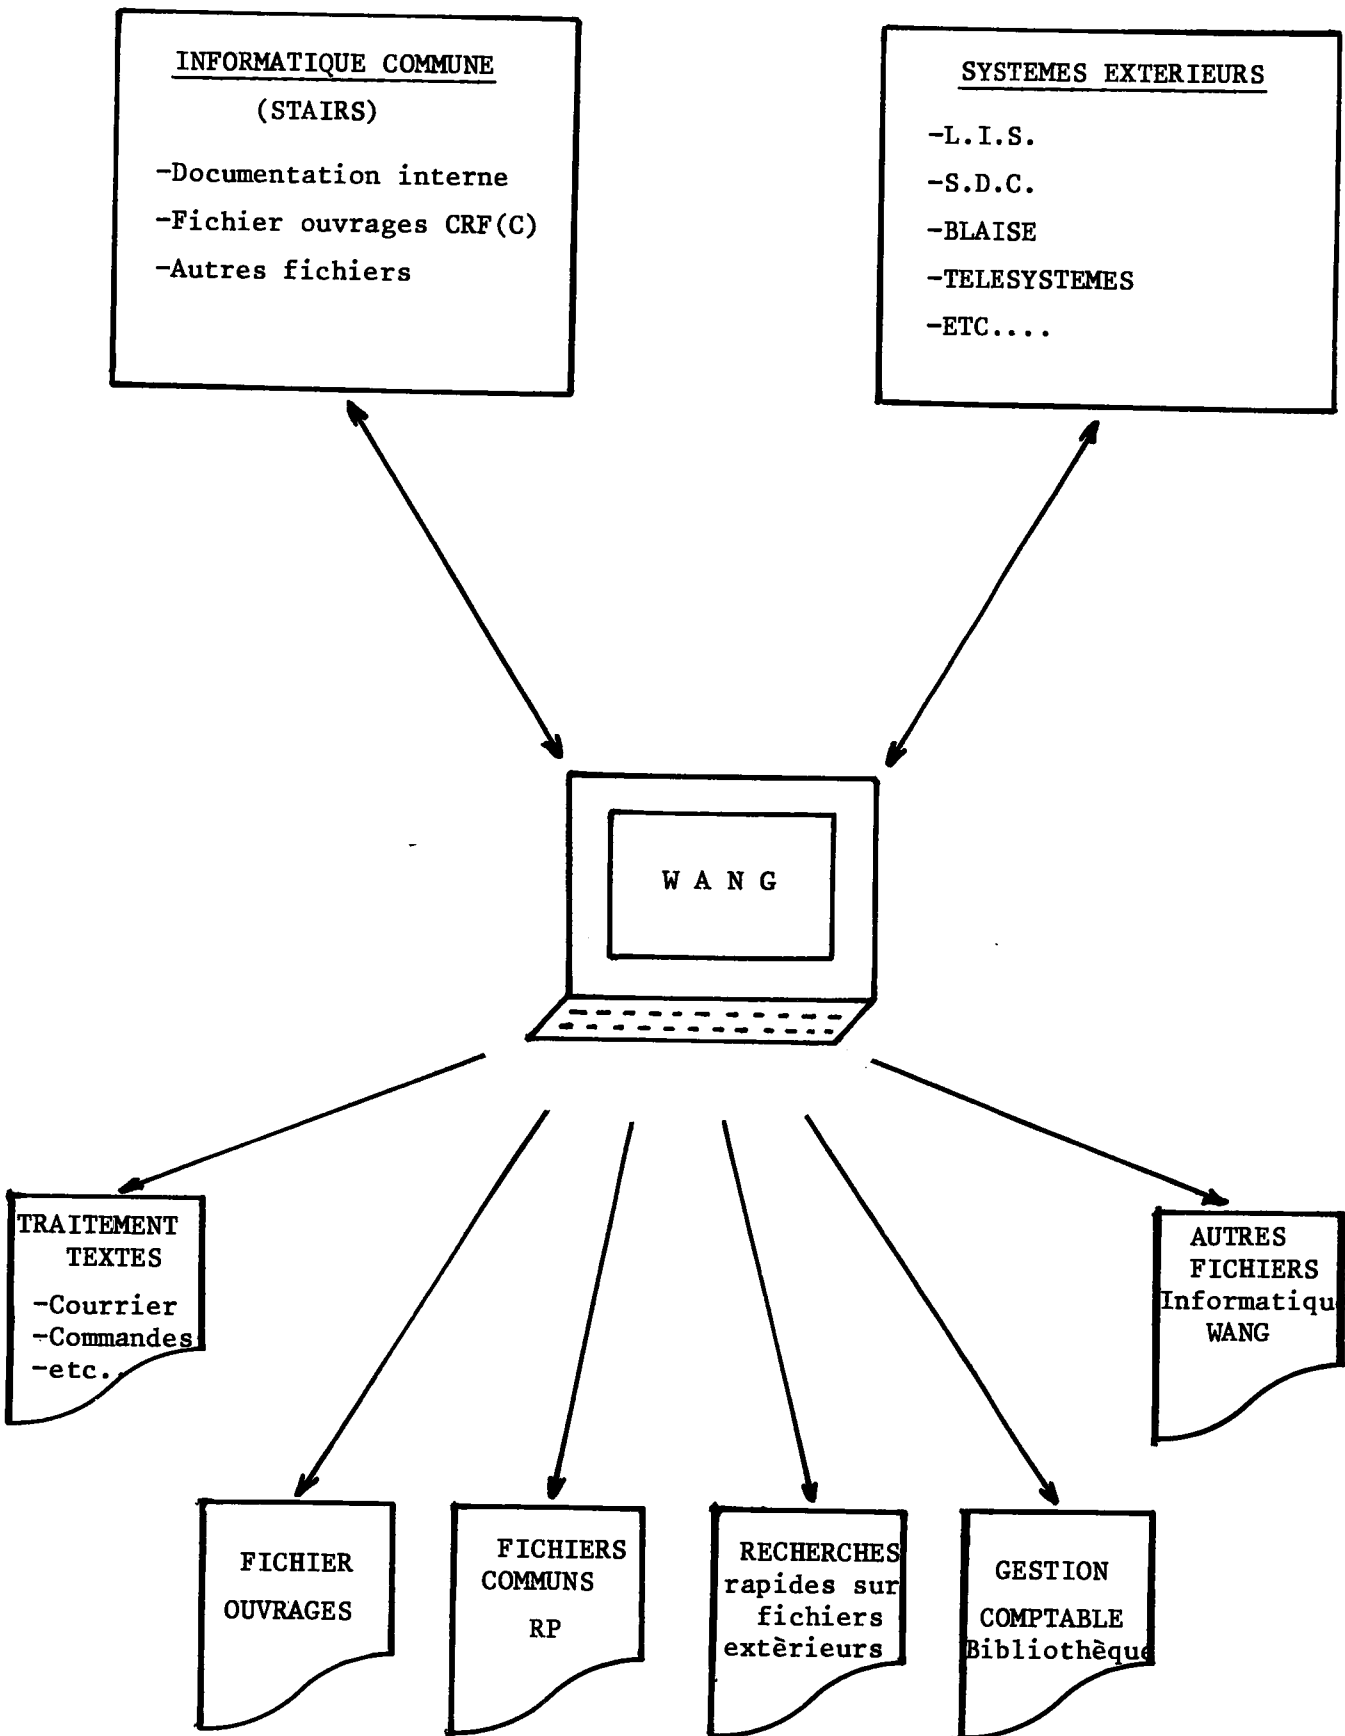 INFORMATIQUE COMMUNE
(STAIRS)
-Documentation interne
-Fichier ouvrages CRF(C)
-Autres fichiers
SYSTEMES EXTERIEURS
-L.I.S.
-S.D.C.
-BLAISE
-TELESYSTEMES
-ETC....
W A N G
TRAITEMENT
TEXTES
-Courrier
-Commandes
-etc..
AUTRES
FICHIERS
Informatiqu
WANG
FICHIER
OUVRAGES
FICHIERS
COMMUNS
RP
RECHERCHES
rapides sur
fichiers
extèrieurs
GESTION
COMPTABLE
Bibliothèque